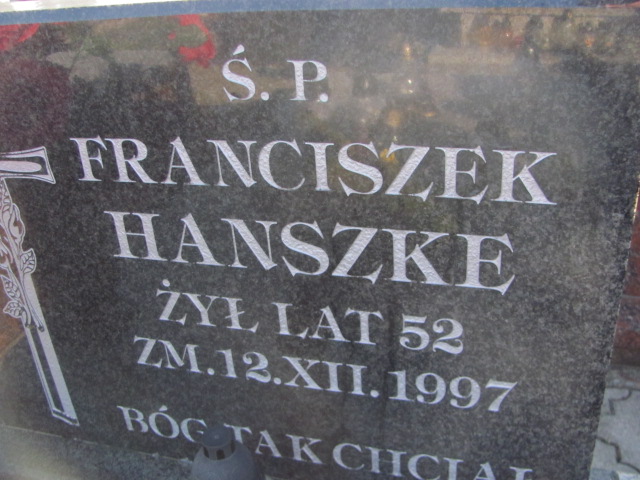 Ś. P.
FRANCISZEK
HANSZKE
ŻYŁ LAT 52
ZM.12.XII.1997
BÓG TAK CHCIAŁ